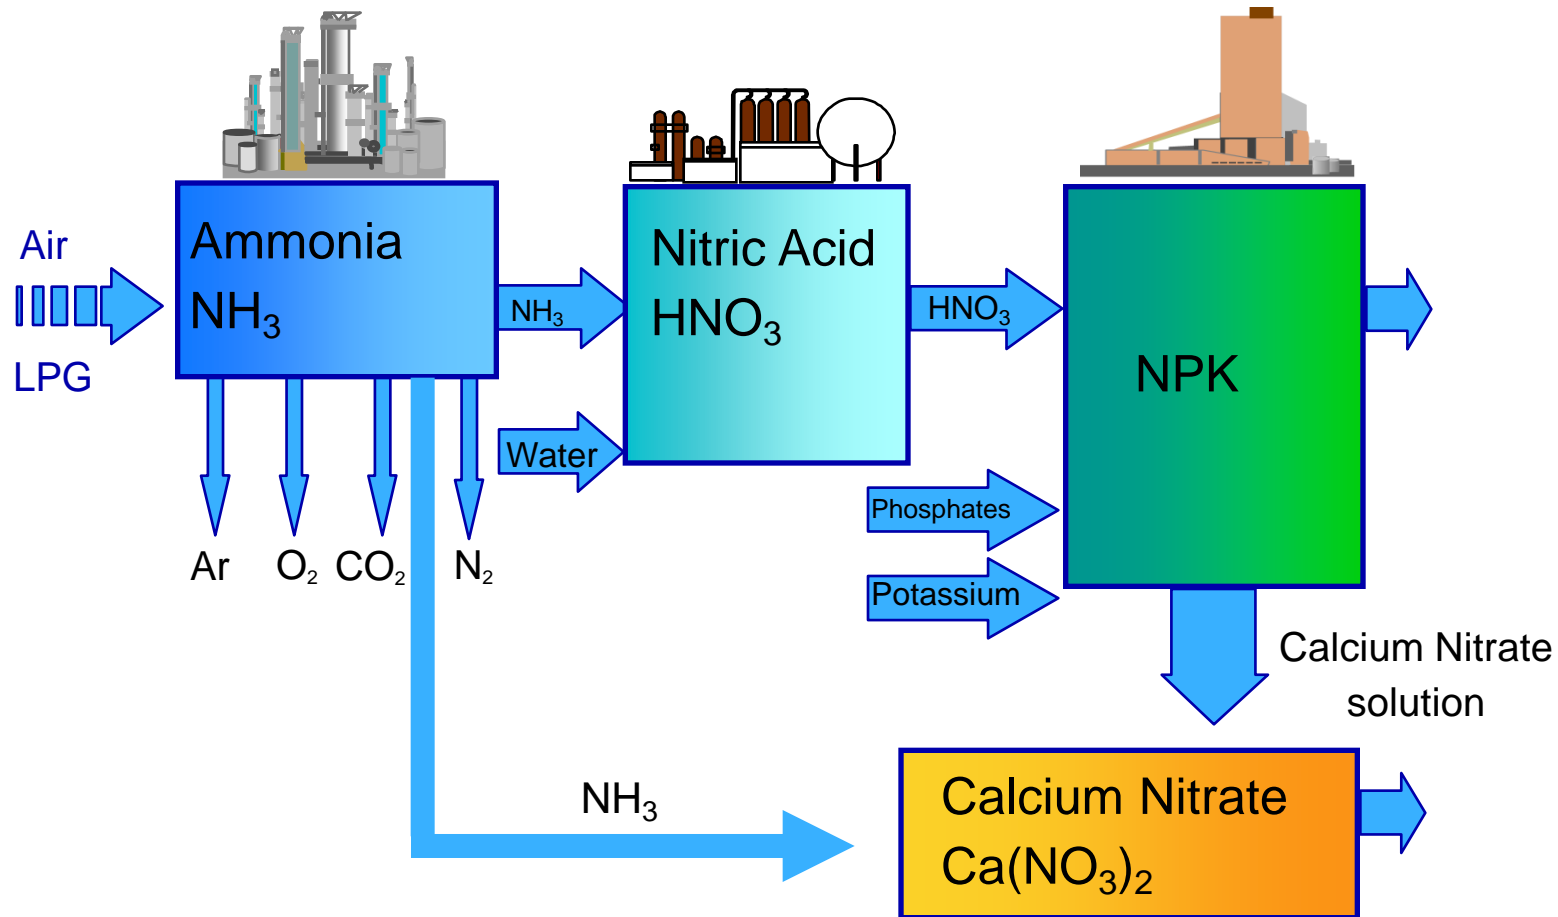 Air
LPG
Ammonia
NH₃
NH₃
Nitric Acid
HNO₃
HNO₃
Water
NPK
Phosphates
Potassium
Ar
O₂
CO₂
N₂
Calcium Nitrate
solution
NH₃
Calcium Nitrate
Ca(NO₃)₂